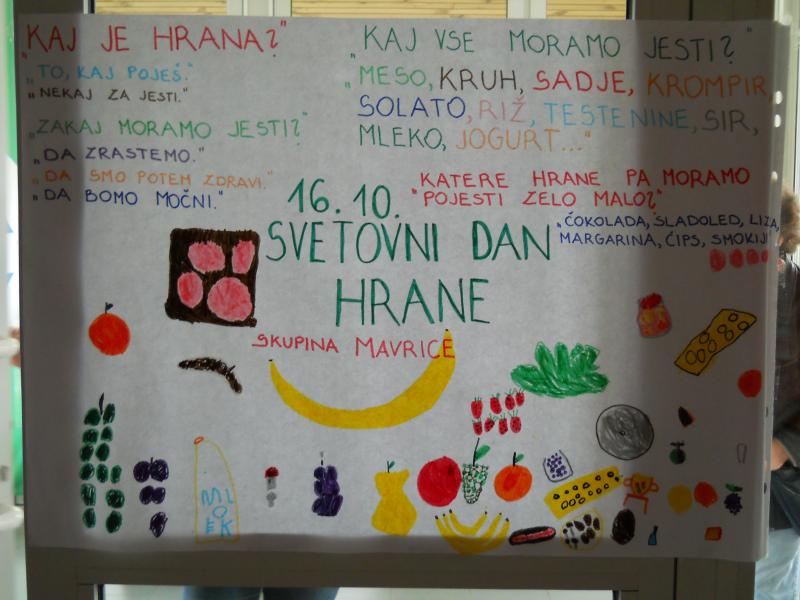 "KAJ JE HRANA?"
"TO, KAJ POJEŠ."
"NEKAJ ZA JESTI."
"ZAKAJ MORAMO JESTI?"
"DA ZRASTEMO."
"DA SMO POTEM ZDRAVI."
"DA BOMO MOČNI."
"KAJ VSE MORAMO JESTI?"
"MESO, KRUH, SADJE, KROMPIR,
SOLATO, RIŽ, TESTENINE, SIR,
MLEKO, JOGURT..."
KATERE HRANE PA MORAMO
"POJESTI ZELO MALO?"
"ČOKOLADA, SLADOLED, LIZA,
MARGARINA, ČIPS, SMOKIJI"
16.10.
SVETOVNI DAN
HRANE
SKUPINA MAVRICE
MLEK
O